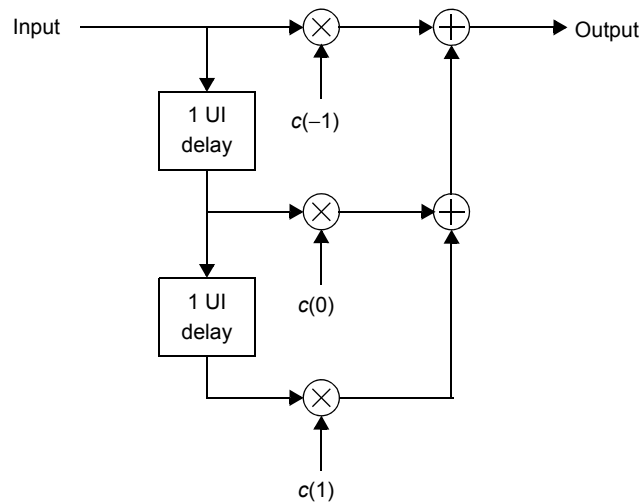 Input
Output
1 UI
delay
c(−1)
1 UI
delay
c(0)
c(1)